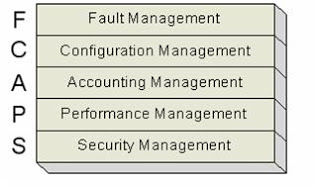 F Fault Management
C Configuration Management
A Accounting Management
P Performance Management
S Security Management